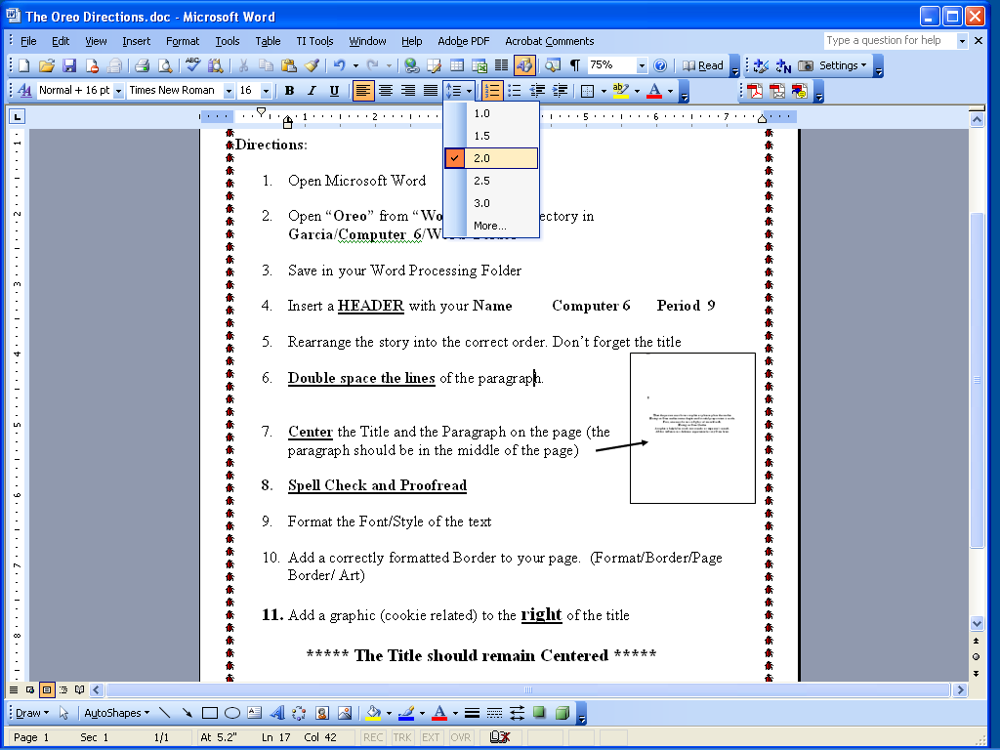 The Oreo Directions.doc - Microsoft Word
File Edit View Insert Format Tools Table TI Tools Window Help Adobe PDF Acrobat Comments Type a question for help
75% Read Settings
Normal + 16 pt Times New Roman 16 B I U
1 2 5 6 7
1.0
1.5
2.0
2.5
3.0
More...
Directions:
1. Open Microsoft Word
2. Open “Oreo” from “Wo ectory in
Garcia/Computer 6/W
3. Save in your Word Processing Folder
4. Insert a HEADER with your Name Computer 6 Period 9
5. Rearrange the story into the correct order. Don’t forget the title
6. Double space the lines of the paragraph.
7. Center the Title and the Paragraph on the page (the
paragraph should be in the middle of the page)
8. Spell Check and Proofread
9. Format the Font/Style of the text
10. Add a correctly formatted Border to your page. (Format/Border/Page
Border/ Art)
11. Add a graphic (cookie related) to the right of the title
***** The Title should remain Centered *****
Draw AutoShapes
Page 1 Sec 1 1/1 At 5.2" Ln 17 Col 42 REC TRK EXT OVR